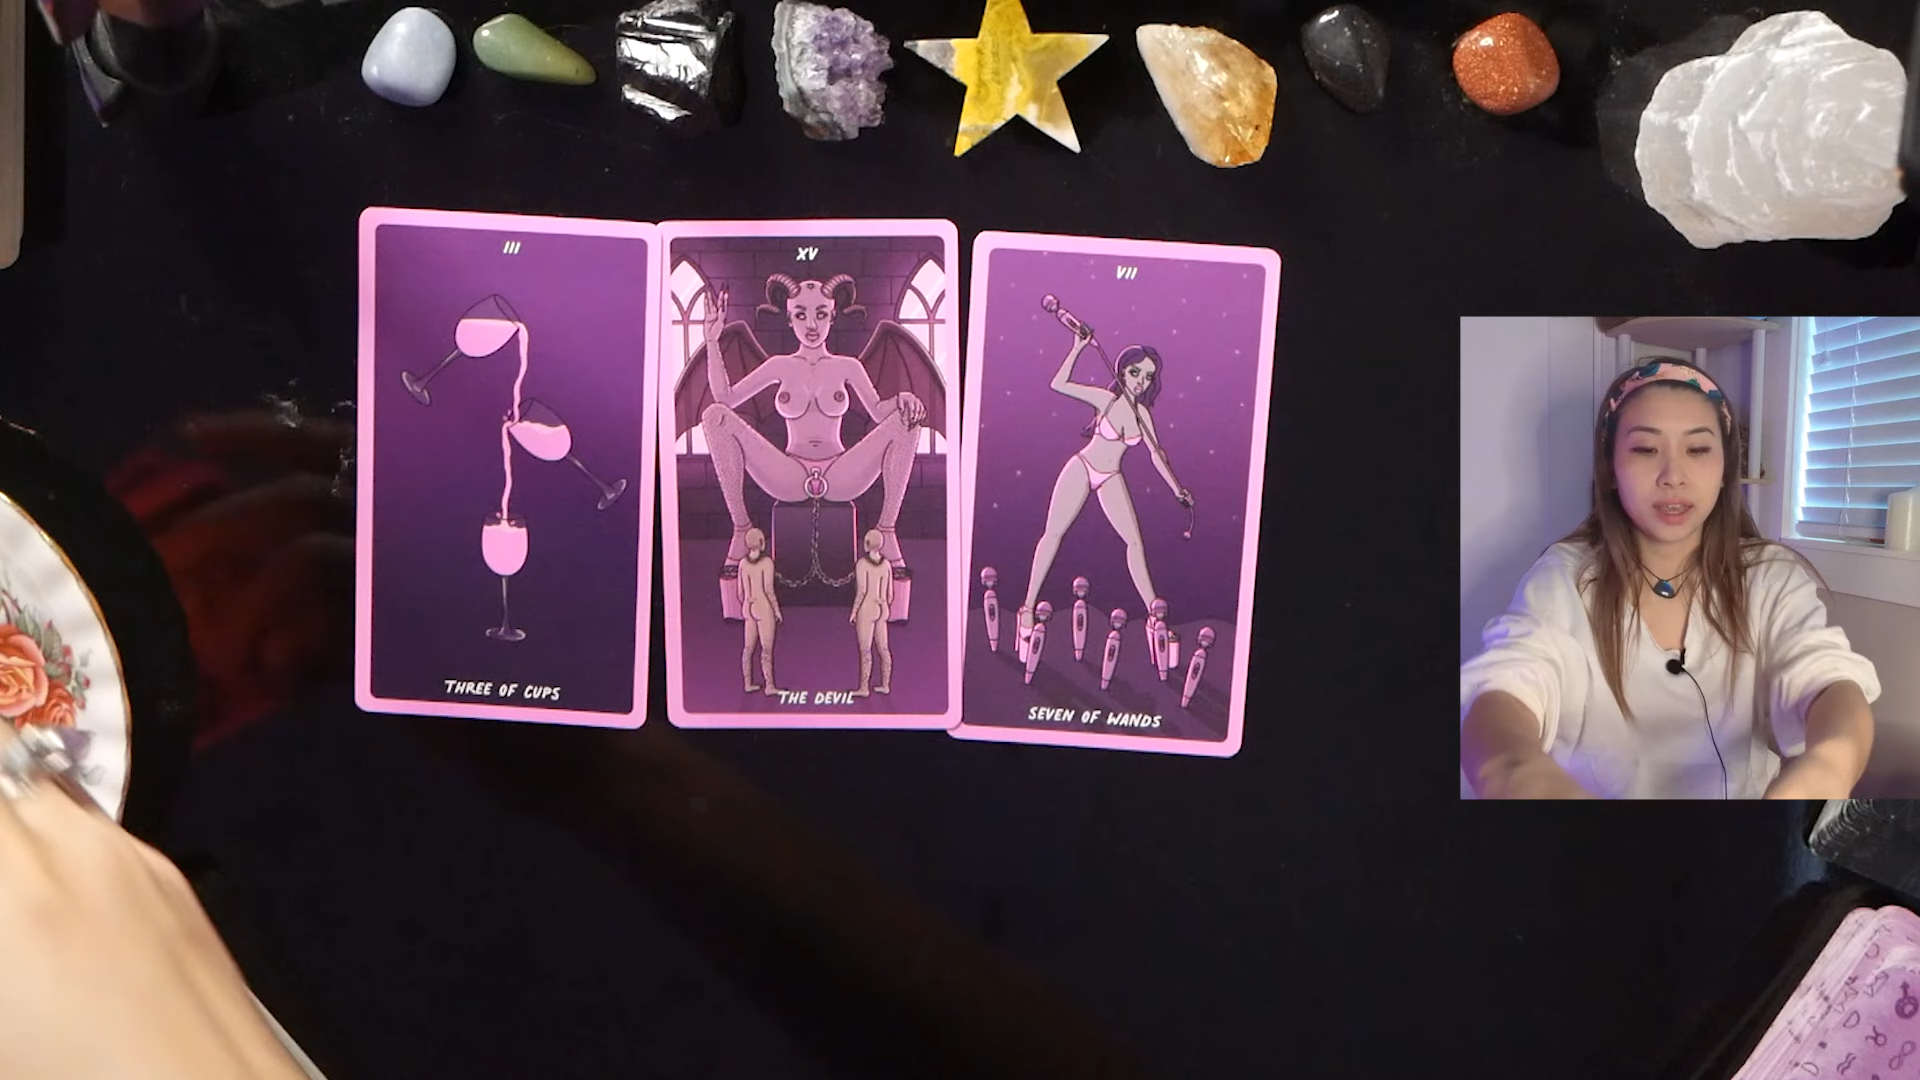 III
THREE OF CUPS
XV
THE DEVIL
VII
SEVEN OF WANDS